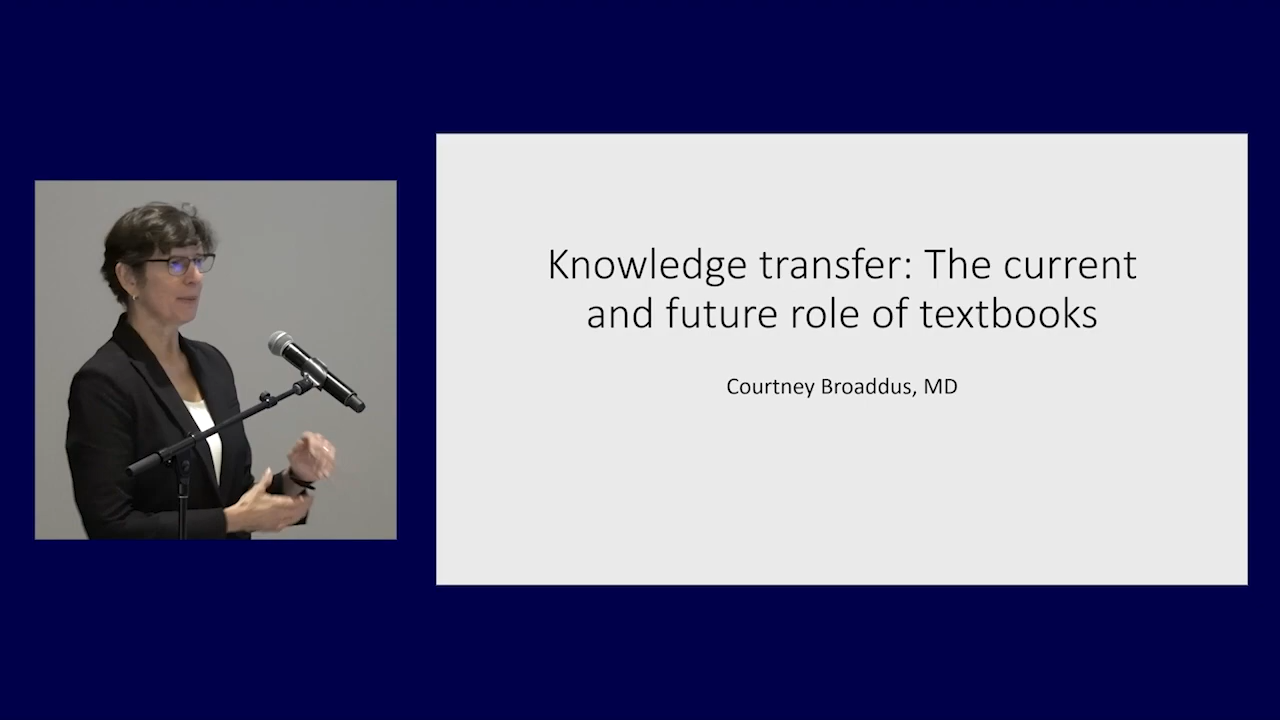 Knowledge transfer: The current
and future role of textbooks
Courtney Broaddus, MD